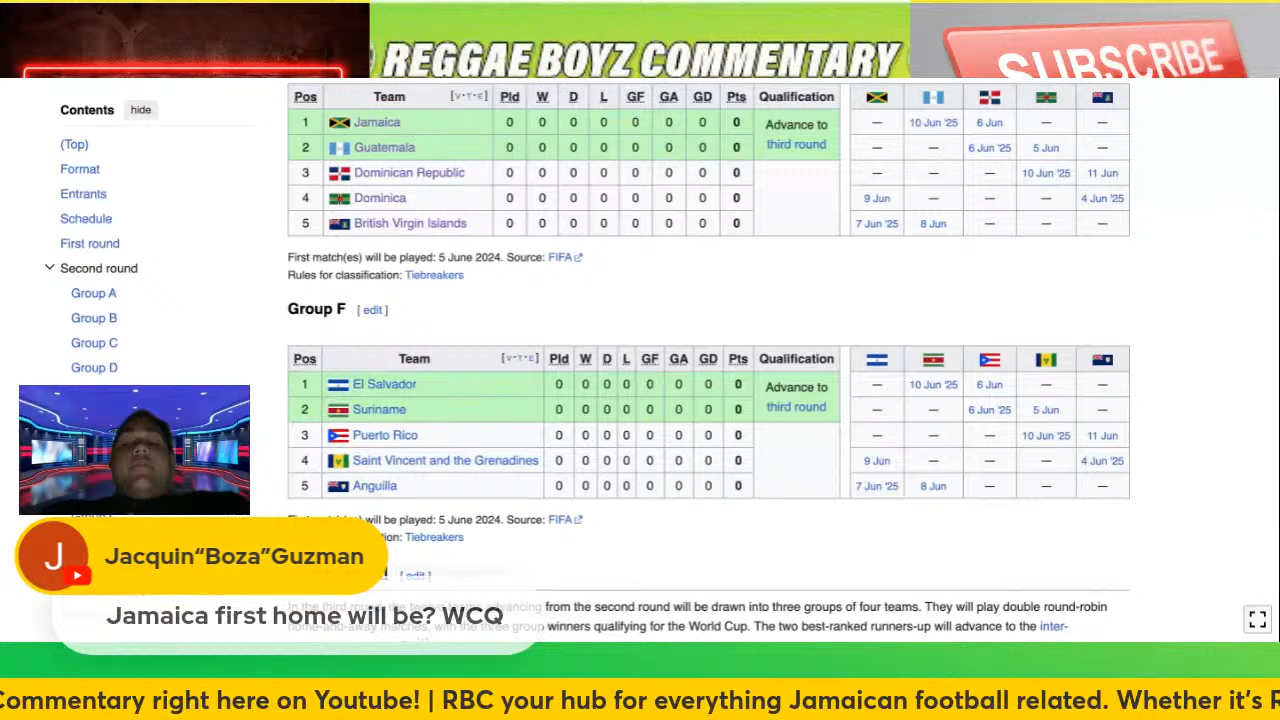 REGGAE BOYZ COMMENTARY
SUBSCRIBE
Contents hide
(Top)
Format
Entrants
Schedule
First round
Second round
Group A
Group B
Group C
Group D
Pos Team [V·T·E] Pld W D L GF GA GD Pts Qualification
1 Jamaica 0 0 0 0 0 0 0 0 Advance to third round — 10 Jun '25 6 Jun — —
2 Guatemala 0 0 0 0 0 0 0 0 — — 6 Jun '25 5 Jun —
3 Dominican Republic 0 0 0 0 0 0 0 0 — — — 10 Jun '25 11 Jun
4 Dominica 0 0 0 0 0 0 0 0 9 Jun — — — 4 Jun '25
5 British Virgin Islands 0 0 0 0 0 0 0 0 7 Jun '25 8 Jun — — —
First match(es) will be played: 5 June 2024. Source: FIFA
Rules for classification: Tiebreakers
Group F [ edit ]
Pos Team [V·T·E] Pld W D L GF GA GD Pts Qualification
1 El Salvador 0 0 0 0 0 0 0 0 Advance to third round — 10 Jun '25 6 Jun — —
2 Suriname 0 0 0 0 0 0 0 0 — — 6 Jun '25 5 Jun —
3 Puerto Rico 0 0 0 0 0 0 0 0 — — — 10 Jun '25 11 Jun
4 Saint Vincent and the Grenadines 0 0 0 0 0 0 0 0 9 Jun — — — 4 Jun '25
5 Anguilla 0 0 0 0 0 0 0 0 7 Jun '25 8 Jun — — —
will be played: 5 June 2024. Source: FIFA
Tiebreakers
[ edit ]
In the third round, the twelve teams advancing from the second round will be drawn into three groups of four teams. They will play double round-robin
home-and-away matches, with the three group winners qualifying for the World Cup. The two best-ranked runners-up will advance to the inter-
J
Jacquin“Boza”Guzman
Jamaica first home will be? WCQ
Commentary right here on Youtube! | RBC your hub for everything Jamaican football related. Whether it's